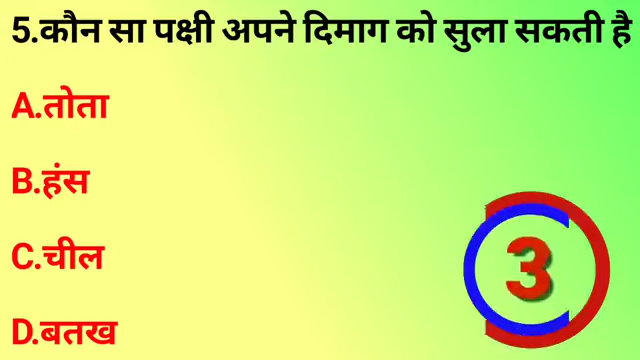 5.कौन सा पक्षी अपने दिमाग को सुला सकती है
A.तोता
B.हंस
C.चील
3
D.बतख